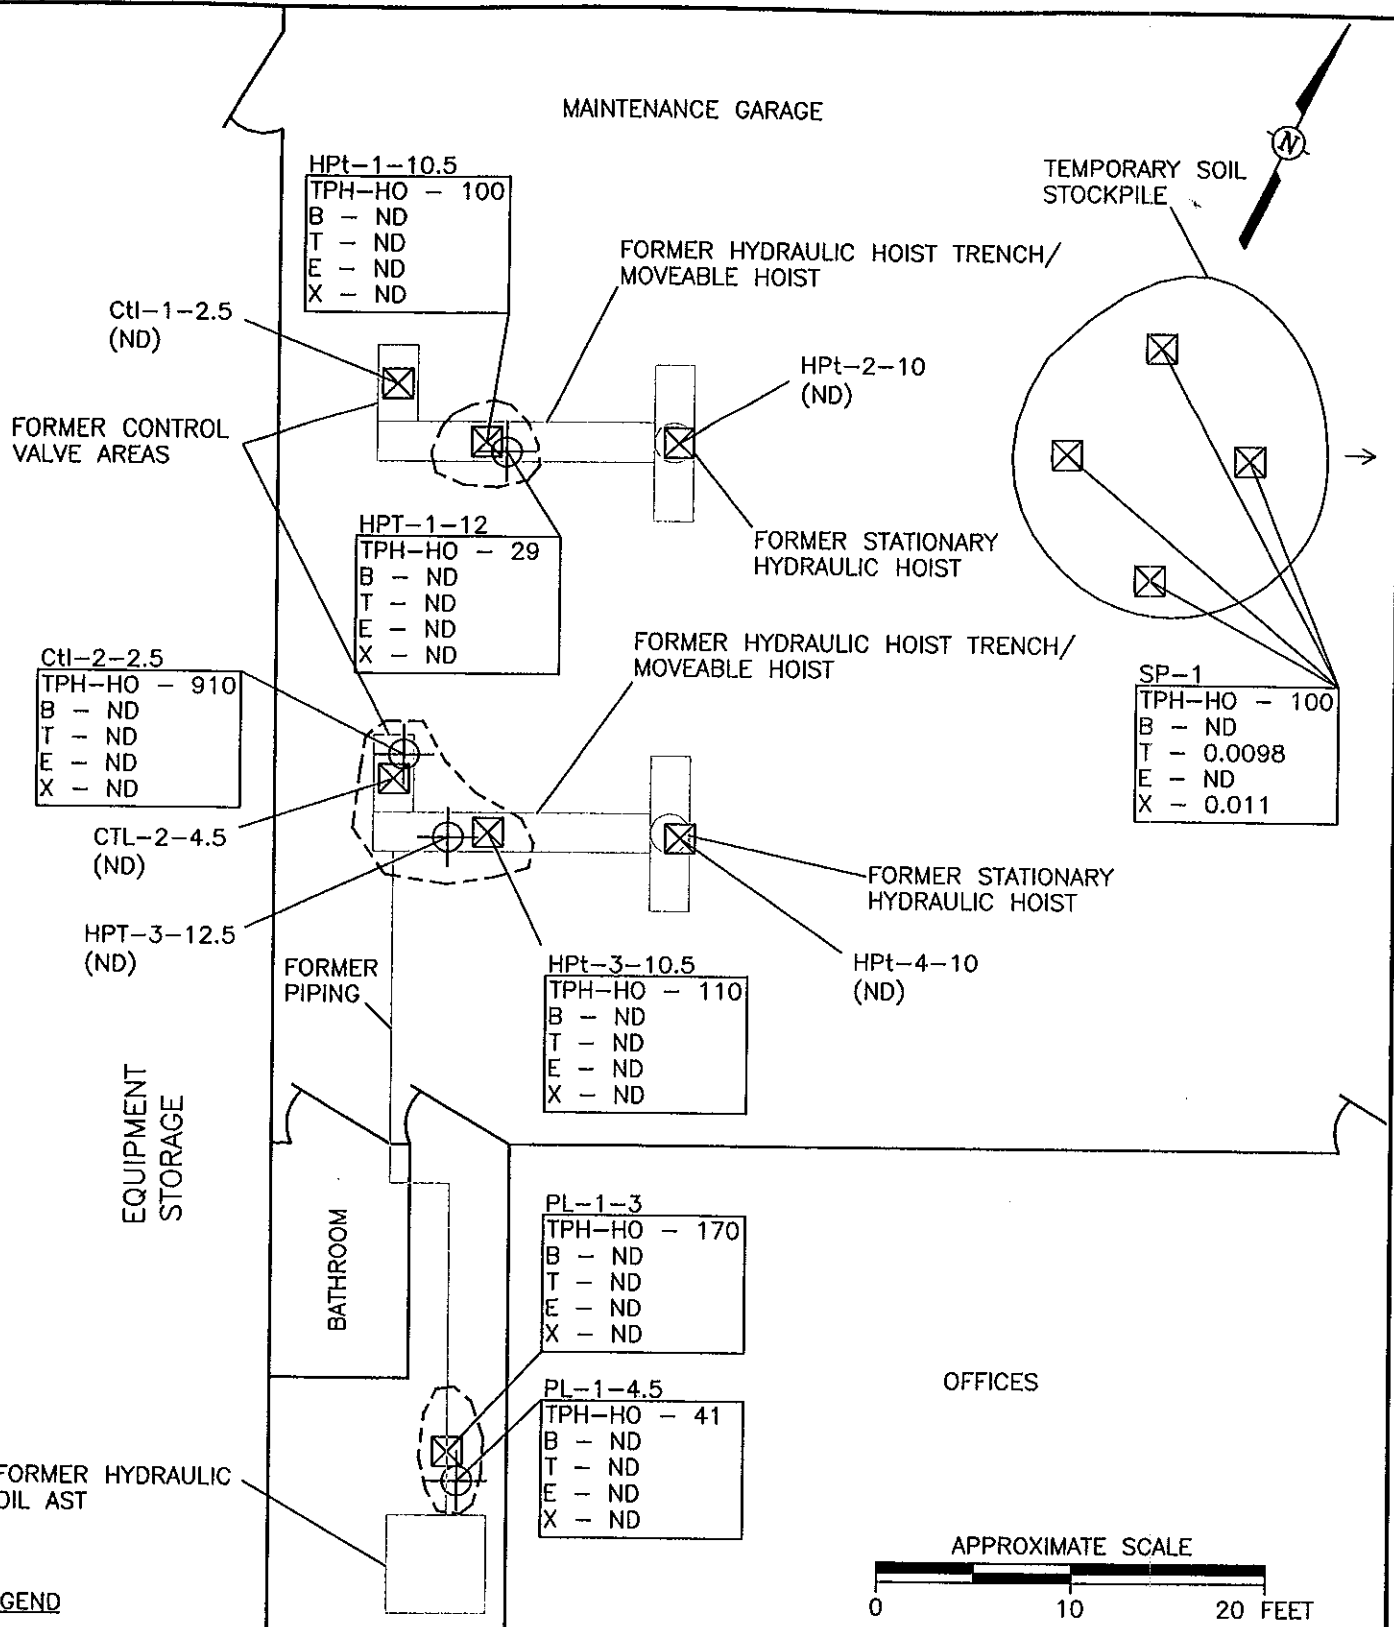 MAINTENANCE GARAGE
N
TEMPORARY SOIL
STOCKPILE
HPt-1-10.5
TPH-HO - 100
B - ND
T - ND
E - ND
X - ND
FORMER HYDRAULIC HOIST TRENCH/
MOVEABLE HOIST
Ctl-1-2.5
(ND)
HPt-2-10
(ND)
FORMER CONTROL
VALVE AREAS
HPT-1-12
TPH-HO - 29
B - ND
T - ND
E - ND
X - ND
FORMER STATIONARY
HYDRAULIC HOIST
FORMER HYDRAULIC HOIST TRENCH/
MOVEABLE HOIST
Ctl-2-2.5
TPH-HO - 910
B - ND
T - ND
E - ND
X - ND
SP-1
TPH-HO - 100
B - ND
T - 0.0098
E - ND
X - 0.011
CTL-2-4.5
(ND)
FORMER STATIONARY
HYDRAULIC HOIST
HPT-3-12.5
(ND)
FORMER
PIPING
HPt-3-10.5
TPH-HO - 110
B - ND
T - ND
E - ND
X - ND
HPt-4-10
(ND)
EQUIPMENT
STORAGE
BATHROOM
PL-1-3
TPH-HO - 170
B - ND
T - ND
E - ND
X - ND
OFFICES
PL-1-4.5
TPH-HO - 41
B - ND
T - ND
E - ND
X - ND
FORMER HYDRAULIC
OIL AST
APPROXIMATE SCALE
0 10 20 FEET
GEND